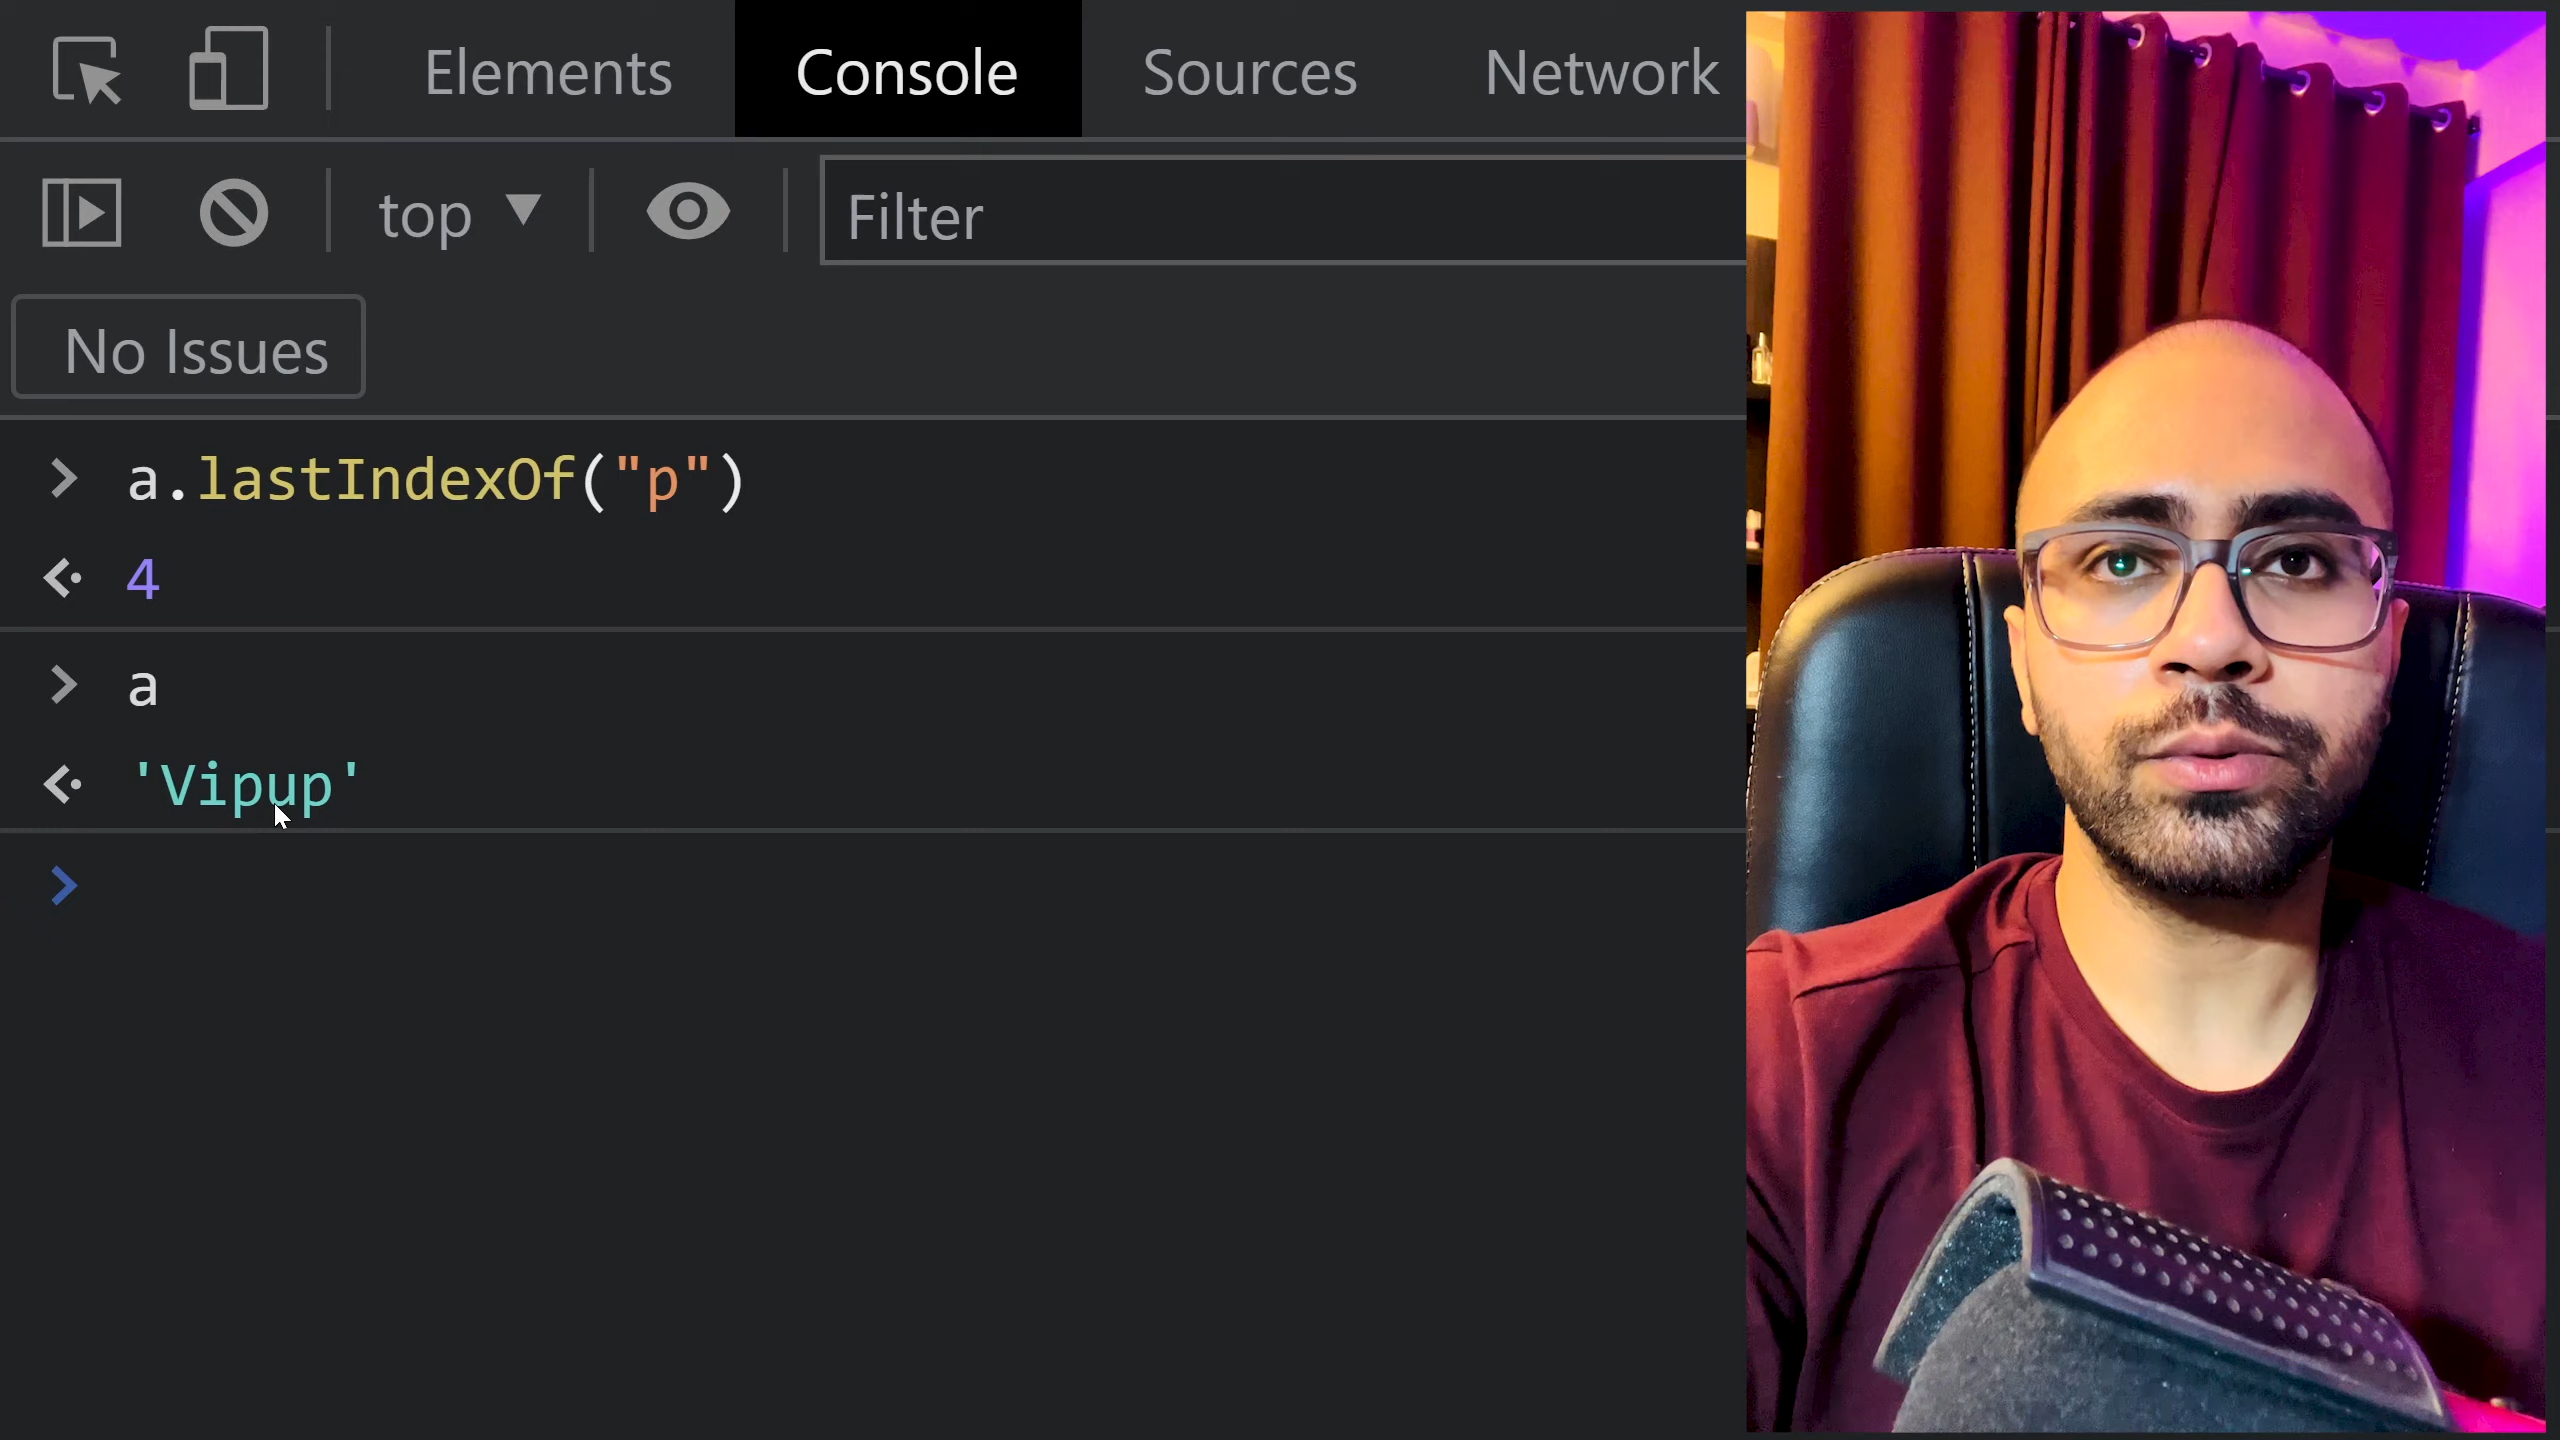 Elements Console Sources Network
top Filter
No Issues
> a.lastIndexOf("p")
4
> a
'Vipup'
>